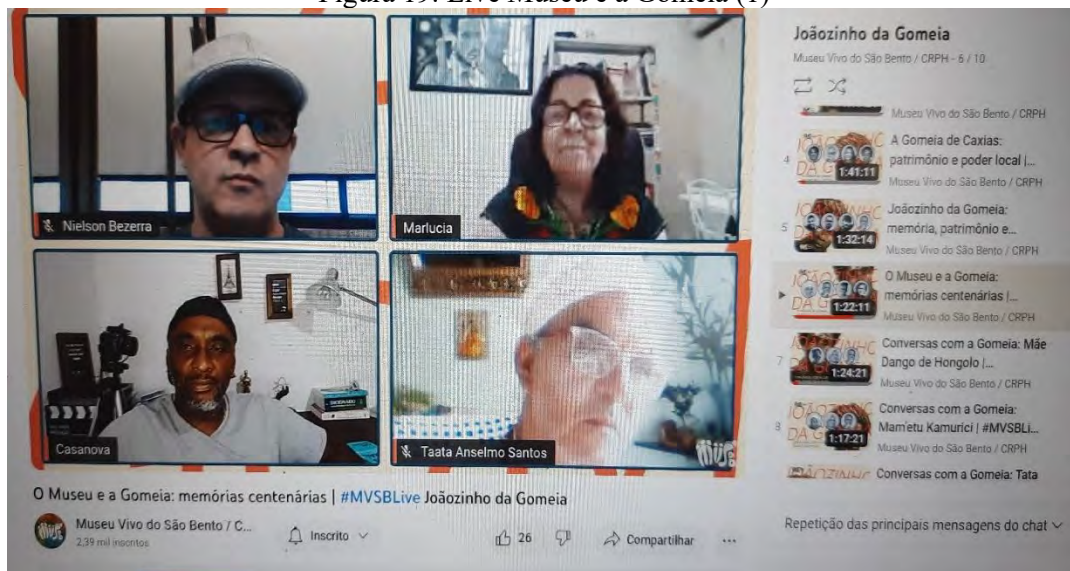 Figura 19: Live Museu e a Gomeia (1)
Nielson Bezerra
Marlucia
Casanova
Taata Anselmo Santos
O Museu e a Gomeia: memórias centenárias | #MVSBLive Joãozinho da Gomeia
Museu Vivo do São Bento / C...
2,39 mil inscritos
Inscrito
26
Compartilhar
...
Joãozinho da Gomeia
Museu Vivo do São Bento / CRPH - 6 / 10
Museu Vivo do São Bento / CRPH
4
1:41:11
A Gomeia de Caxias:
patrimônio e poder local |...
Museu Vivo do São Bento / CRPH
5
1:32:14
Joãozinho da Gomeia:
memória, patrimônio e...
Museu Vivo do São Bento / CRPH
1:22:11
O Museu e a Gomeia:
memórias centenárias |...
Museu Vivo do São Bento / CRPH
7
1:24:21
Conversas com a Gomeia: Mãe
Dango de Hongolo |...
Museu Vivo do São Bento / CRPH
8
1:17:21
Conversas com a Gomeia:
Mam'etu Kamurici | #MVSBLi...
Museu Vivo do São Bento / CRPH
Conversas com a Gomeia: Tata
Repetição das principais mensagens do chat